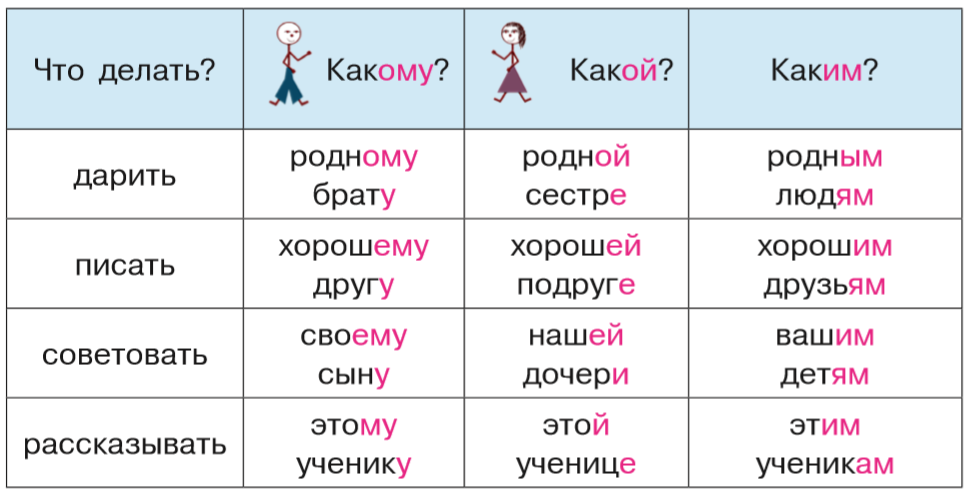 Что делать? Какому? Какой? Каким?
дарить
родному родной родным
брату сестре людям
писать
хорошему хорошей хорошим
другу подруге друзьям
советовать
своему нашей вашим
сыну дочери детям
рассказывать
этому этой этим
ученику ученице ученикам